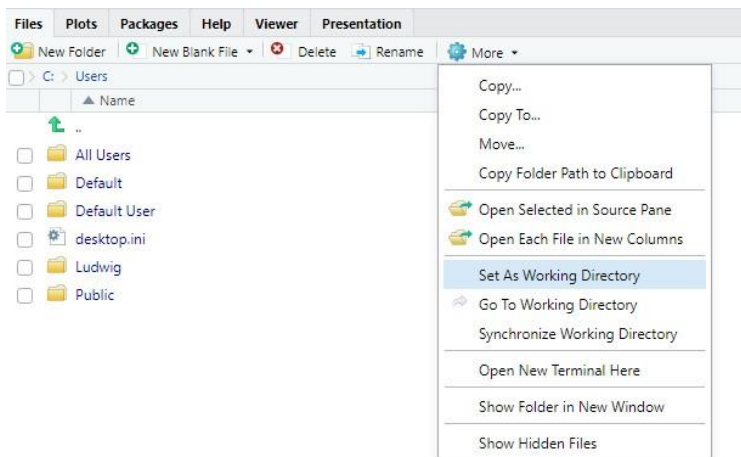 Files Plots Packages Help Viewer Presentation
New Folder New Blank File Delete Rename More
C: > Users
Name
..
All Users
Default
Default User
desktop.ini
Ludwig
Public
Copy...
Copy To...
Move...
Copy Folder Path to Clipboard
Open Selected in Source Pane
Open Each File in New Columns
Set As Working Directory
Go To Working Directory
Synchronize Working Directory
Open New Terminal Here
Show Folder in New Window
Show Hidden Files